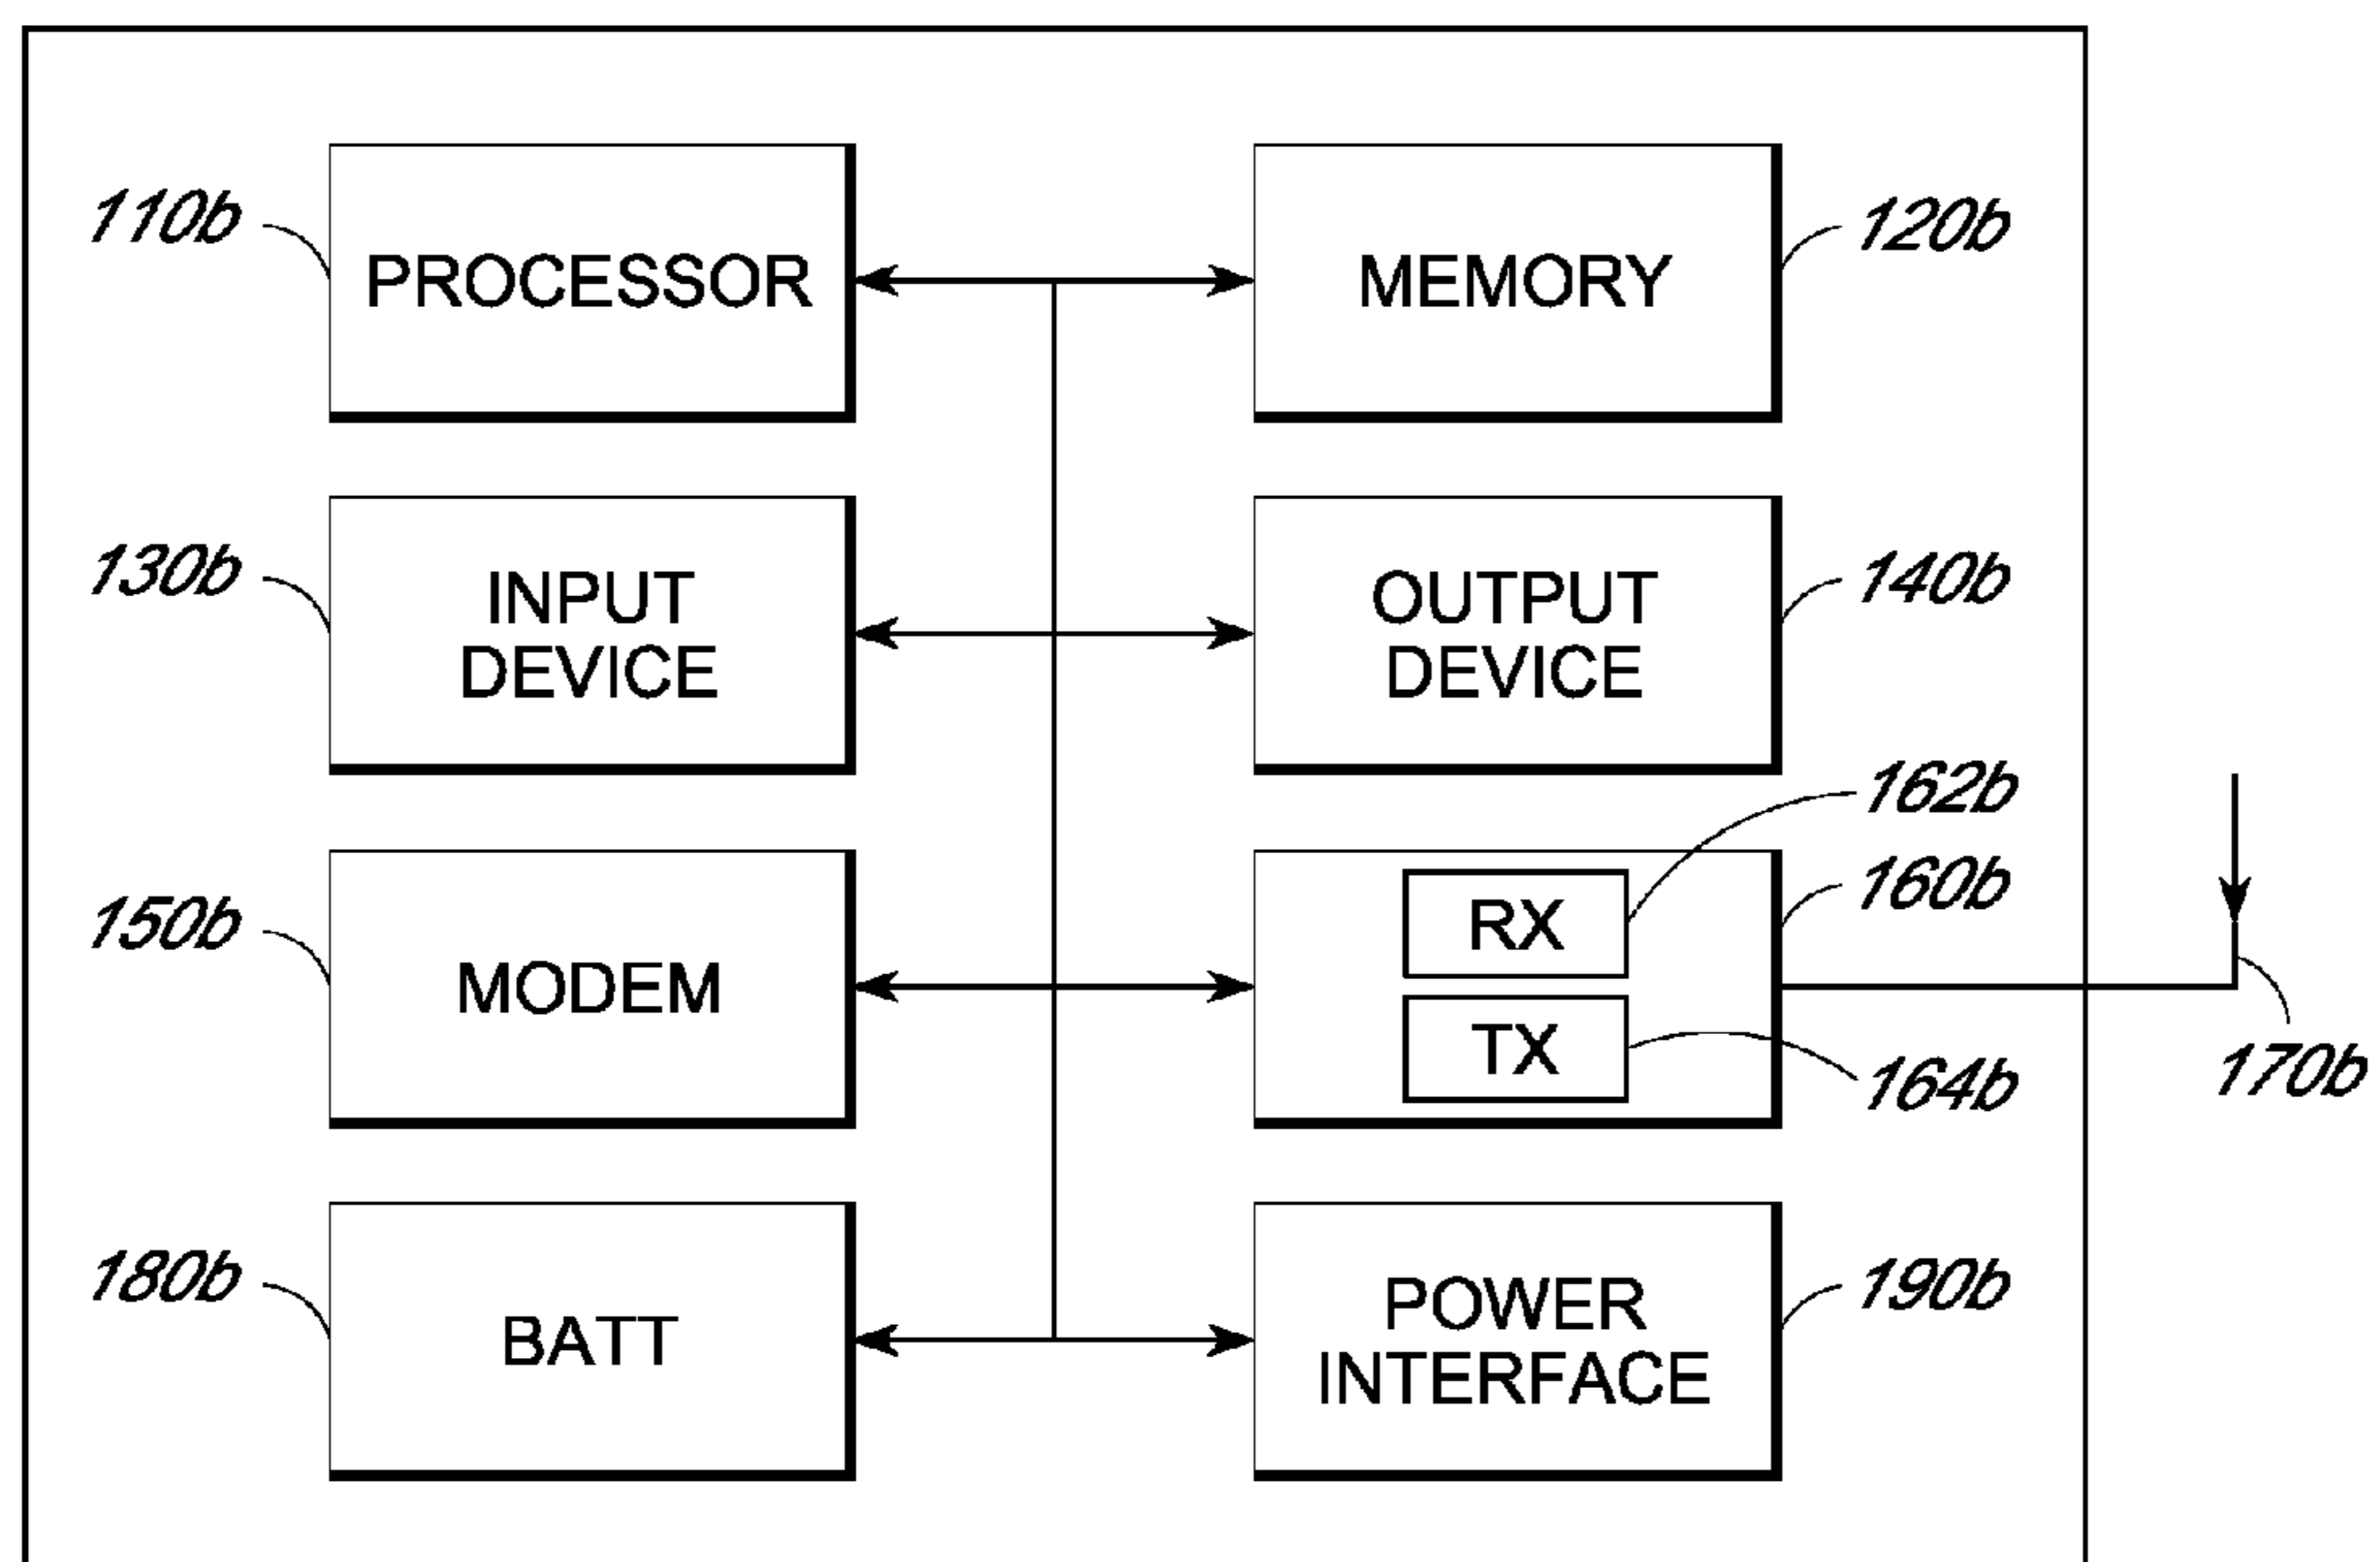 110b
PROCESSOR
MEMORY
120b
130b
INPUT
DEVICE
OUTPUT
DEVICE
140b
162b
150b
MODEM
RX
160b
TX
164b
170b
180b
BATT
POWER
INTERFACE
190b